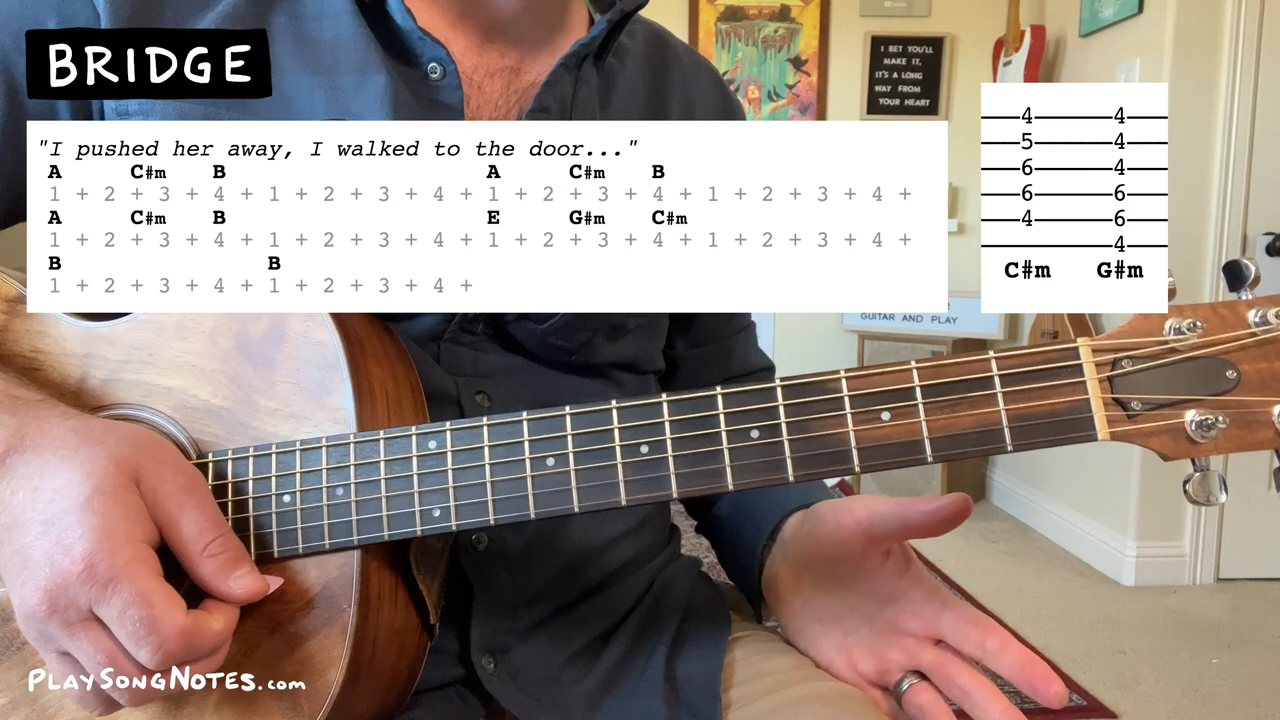 BRIDGE
"I pushed her away, I walked to the door..."
A C#m B A C#m B
1 + 2 + 3 + 4 + 1 + 2 + 3 + 4 + 1 + 2 + 3 + 4 + 1 + 2 + 3 + 4 +
A C#m B E G#m C#m
1 + 2 + 3 + 4 + 1 + 2 + 3 + 4 + 1 + 2 + 3 + 4 + 1 + 2 + 3 + 4 +
B B
1 + 2 + 3 + 4 + 1 + 2 + 3 + 4 +
I BET YOU'LL
MAKE IT,
IT'S A LONG
WAY FROM
YOUR HEART
4 4
5 4
6 4
6 6
4 6
4
C#m G#m
GUITAR AND PLAY
PLAYSONGNOTES.COM